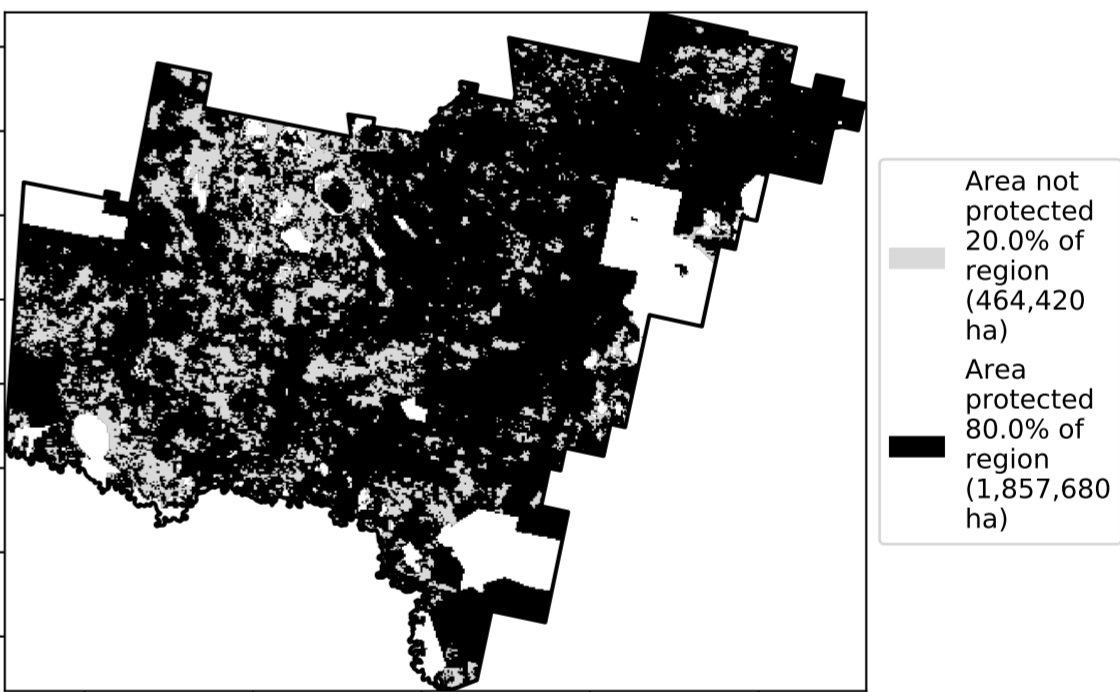 Area not
protected
20.0% of
region
(464,420
ha)
Area
protected
80.0% of
region
(1,857,680
ha)